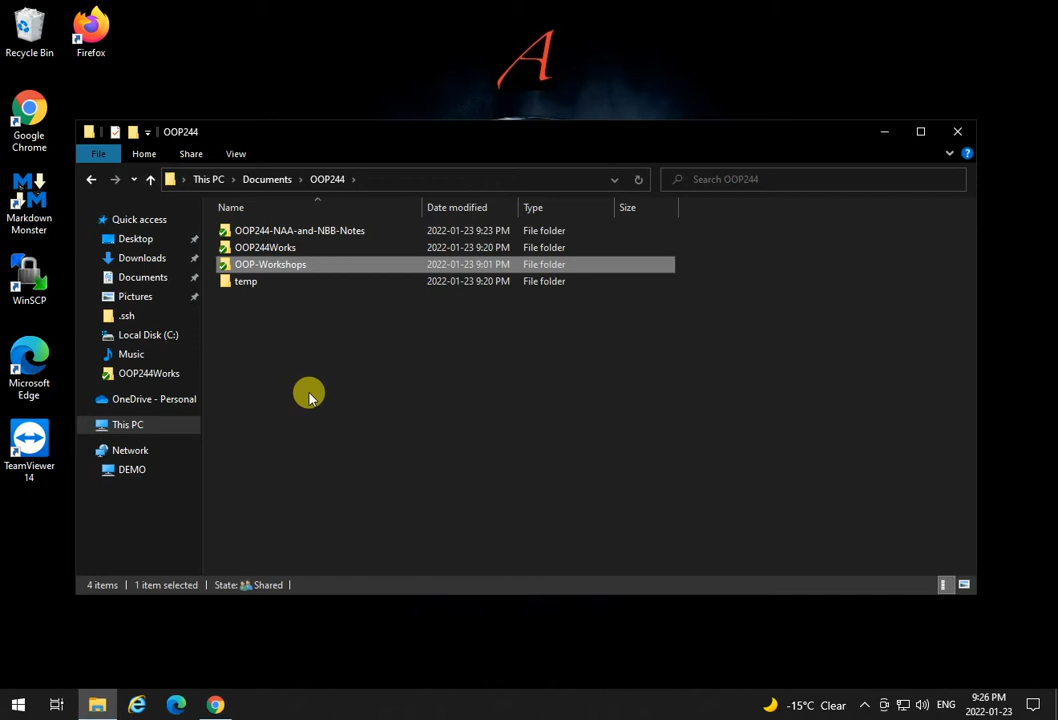 Recycle Bin
Firefox
A
Google
Chrome
Markdown
Monster
WinSCP
Microsoft
Edge
TeamViewer
14
OOP244
File Home Share View
This PC > Documents > OOP244 >
Search OOP244
Name Date modified Type Size
Quick access
Desktop
Downloads
Documents
Pictures
.ssh
Local Disk (C:)
Music
OOP244Works
OneDrive - Personal
This PC
Network
DEMO
OOP244-NAA-and-NBB-Notes 2022-01-23 9:23 PM File folder
OOP244Works 2022-01-23 9:20 PM File folder
OOP-Workshops 2022-01-23 9:01 PM File folder
temp 2022-01-23 9:20 PM File folder
4 items 1 item selected State: Shared
-15°C Clear ENG 9:26 PM
2022-01-23